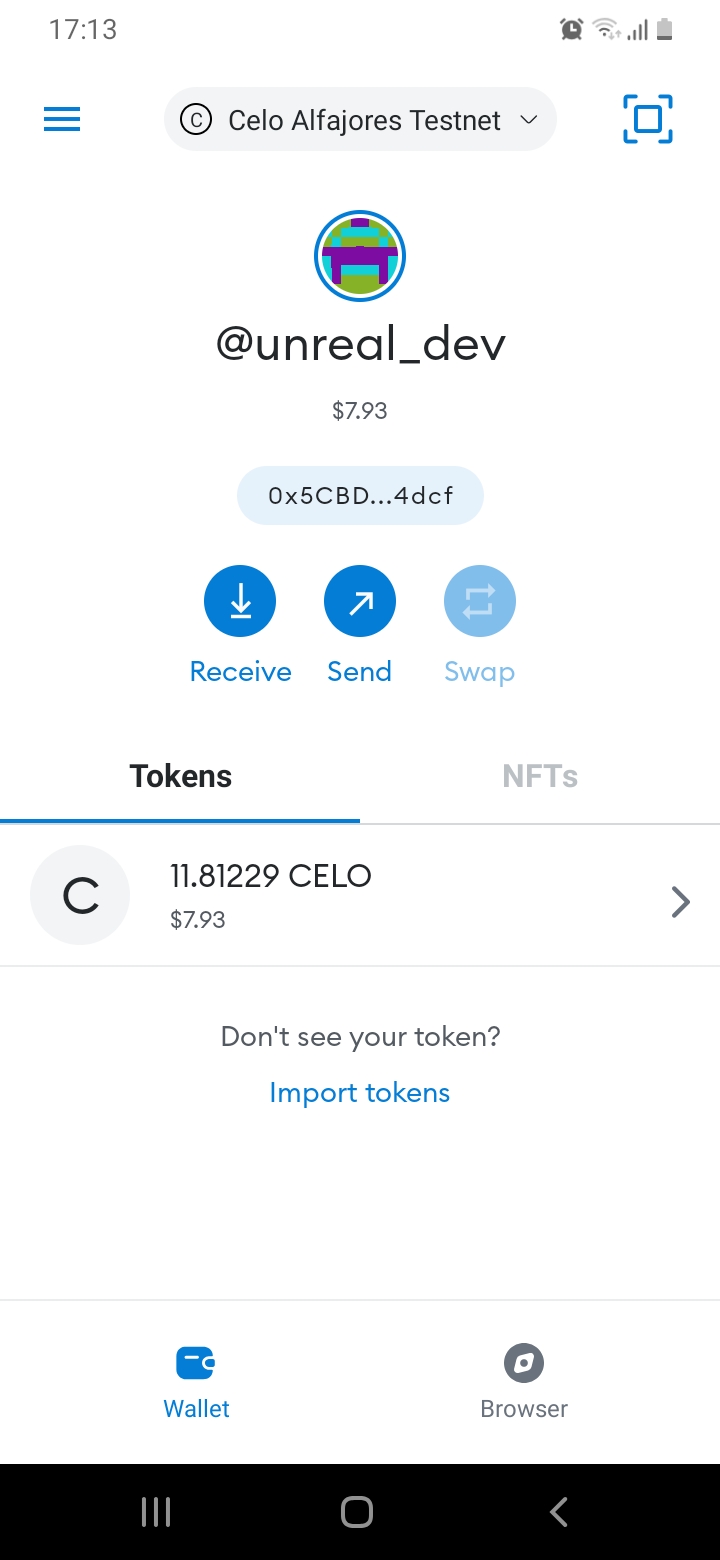 17:13
C Celo Alfajores Testnet
@unreal_dev
$7.93
0x5CBD...4dcf
Receive Send Swap
Tokens NFTs
C
11.81229 CELO
$7.93
Don't see your token?
Import tokens
Wallet Browser